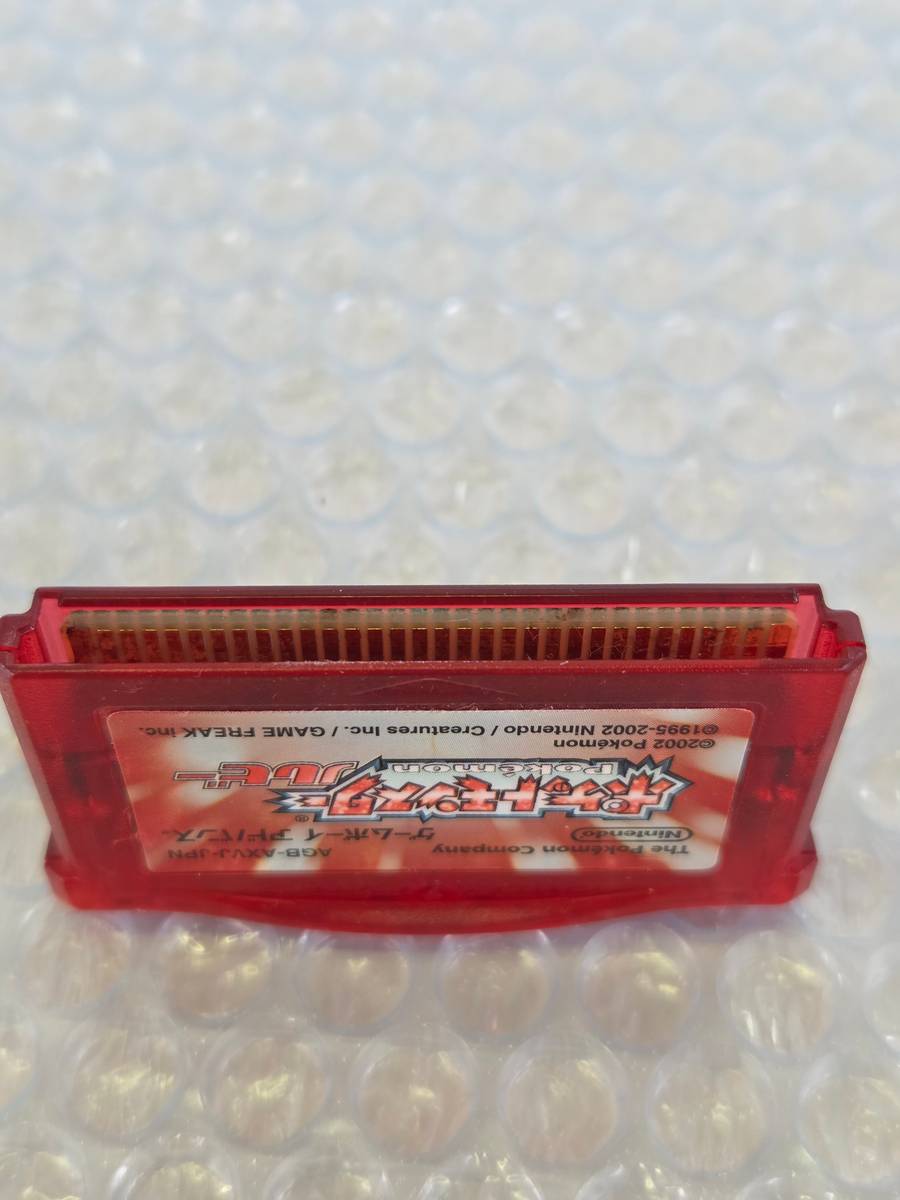 The Pokémon Company
AGB-AXVJ-JPN
Nintendo
ゲームボーイ アドバンス™
ポケットモンスター®
Pokémon
ルビー
©2002 Pokémon
©1995-2002 Nintendo / Creatures Inc. / GAME FREAK inc.